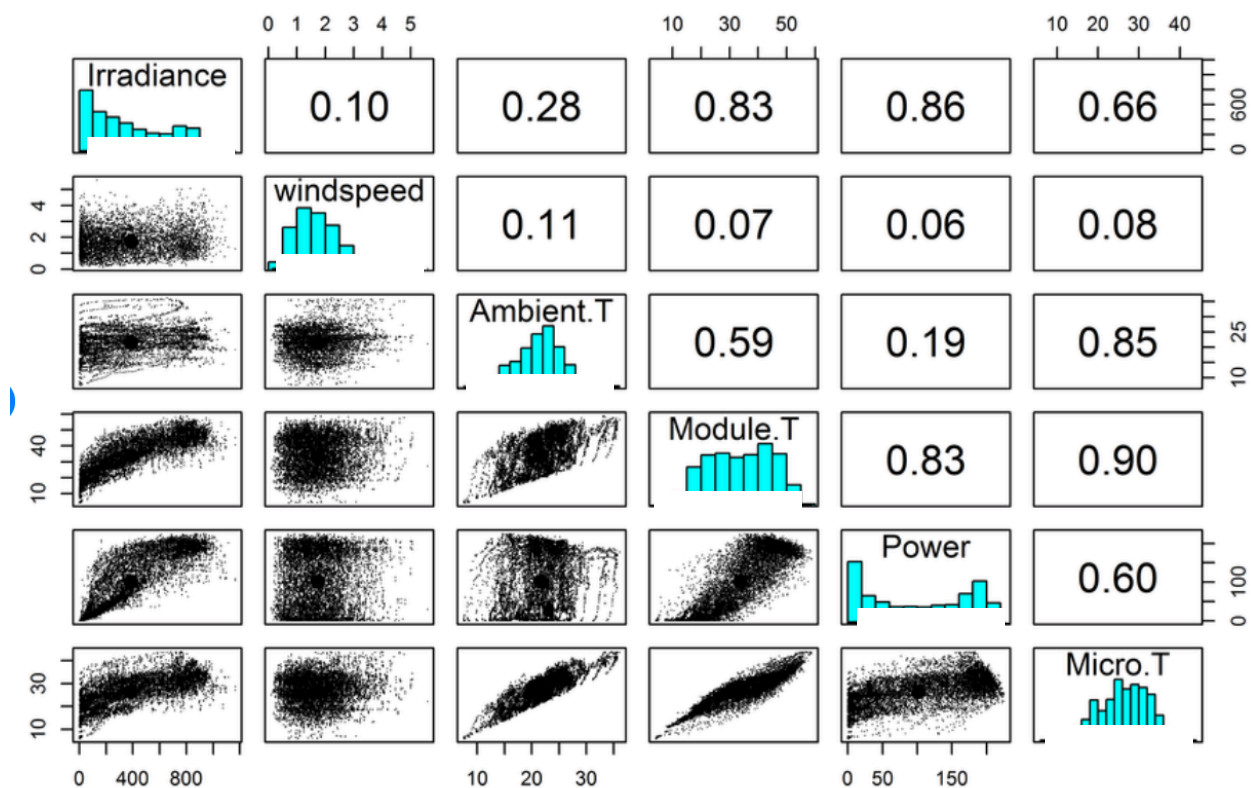 0 1 2 3 4 5 10 30 50 10 20 30 40
Irradiance 0.10 0.28 0.83 0.86 0.66 0 600
0 2 4 windspeed 0.11 0.07 0.06 0.08
Ambient.T 0.59 0.19 0.85 10 25
10 40 Module.T 0.83 0.90
Power 0.60 0 100
10 30 Micro.T
0 400 800 10 20 30 0 50 150